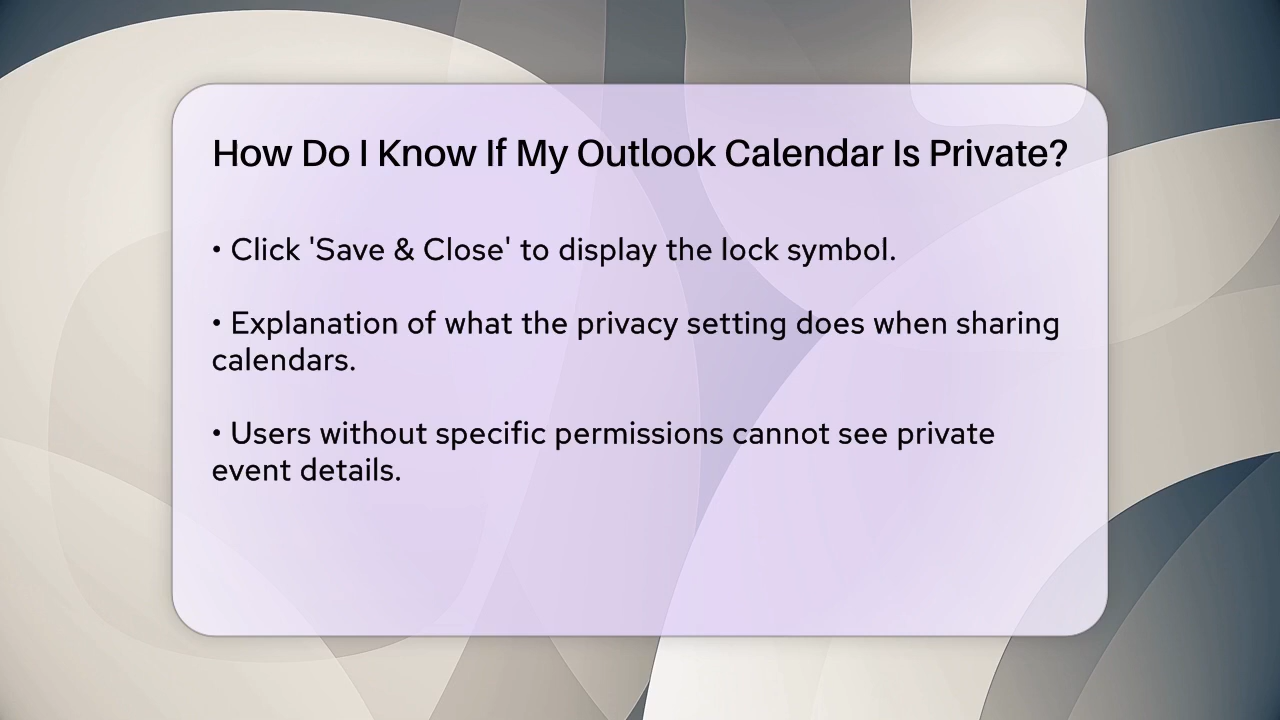 How Do I Know If My Outlook Calendar Is Private?
• Click 'Save & Close' to display the lock symbol.
• Explanation of what the privacy setting does when sharing
calendars.
• Users without specific permissions cannot see private
event details.